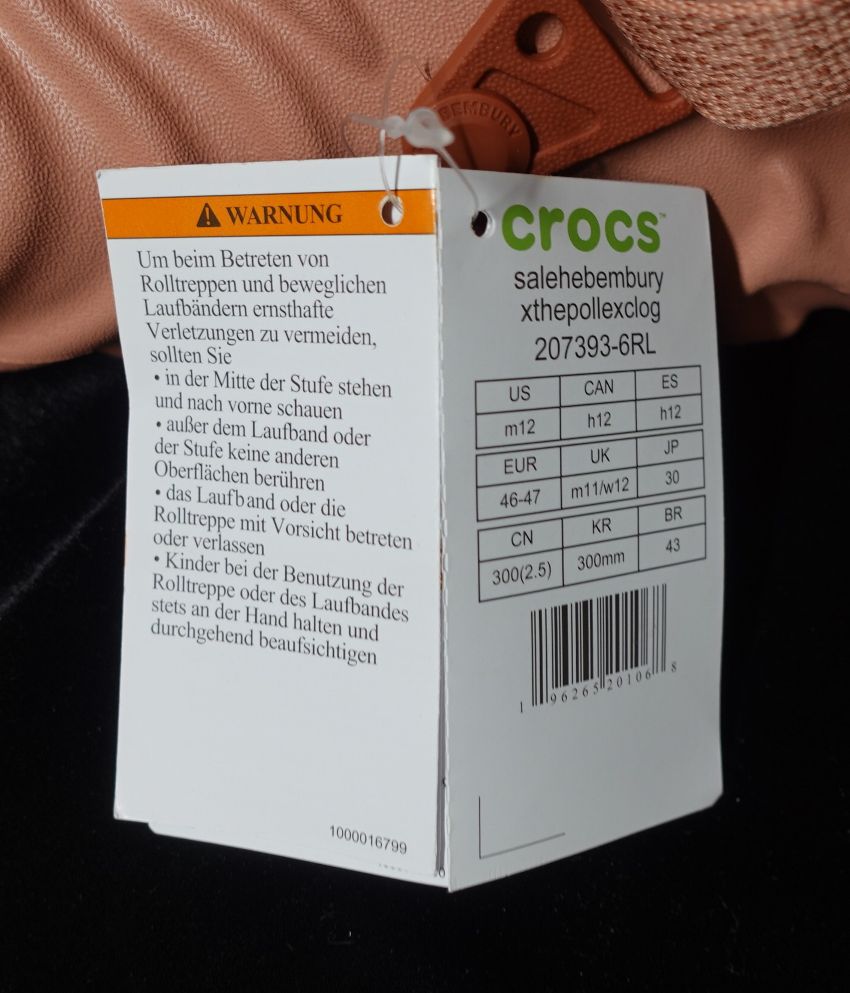 BEMBURY
⚠ WARNUNG
Um beim Betreten von
Rolltreppen und beweglichen
Laufbändern ernsthafte
Verletzungen zu vermeiden,
sollten Sie
• in der Mitte der Stufe stehen
und nach vorne schauen
• außer dem Laufband oder
der Stufe keine anderen
Oberflächen berühren
• das Laufband oder die
Rolltreppe mit Vorsicht betreten
oder verlassen
• Kinder bei der Benutzung der
Rolltreppe oder des Laufbandes
stets an der Hand halten und
durchgehend beaufsichtigen
1000016799
crocs™
salehebembury
xthepollexclog
207393-6RL
US CAN ES
m12 h12 h12
EUR UK JP
46-47 m11/w12 30
CN KR BR
300(2.5) 300mm 43
1 96265 20106 8